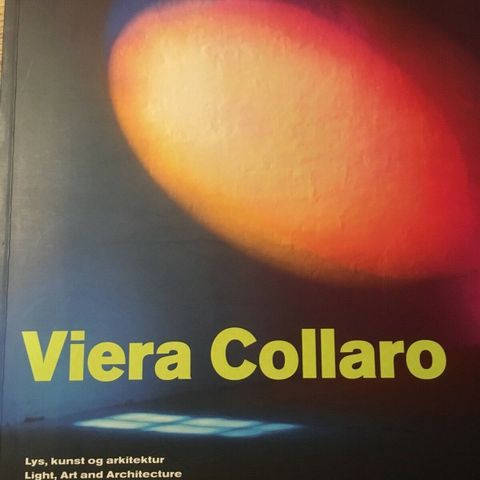 Viera Collaro
Lys, kunst og arkitektur
Light, Art and Architecture